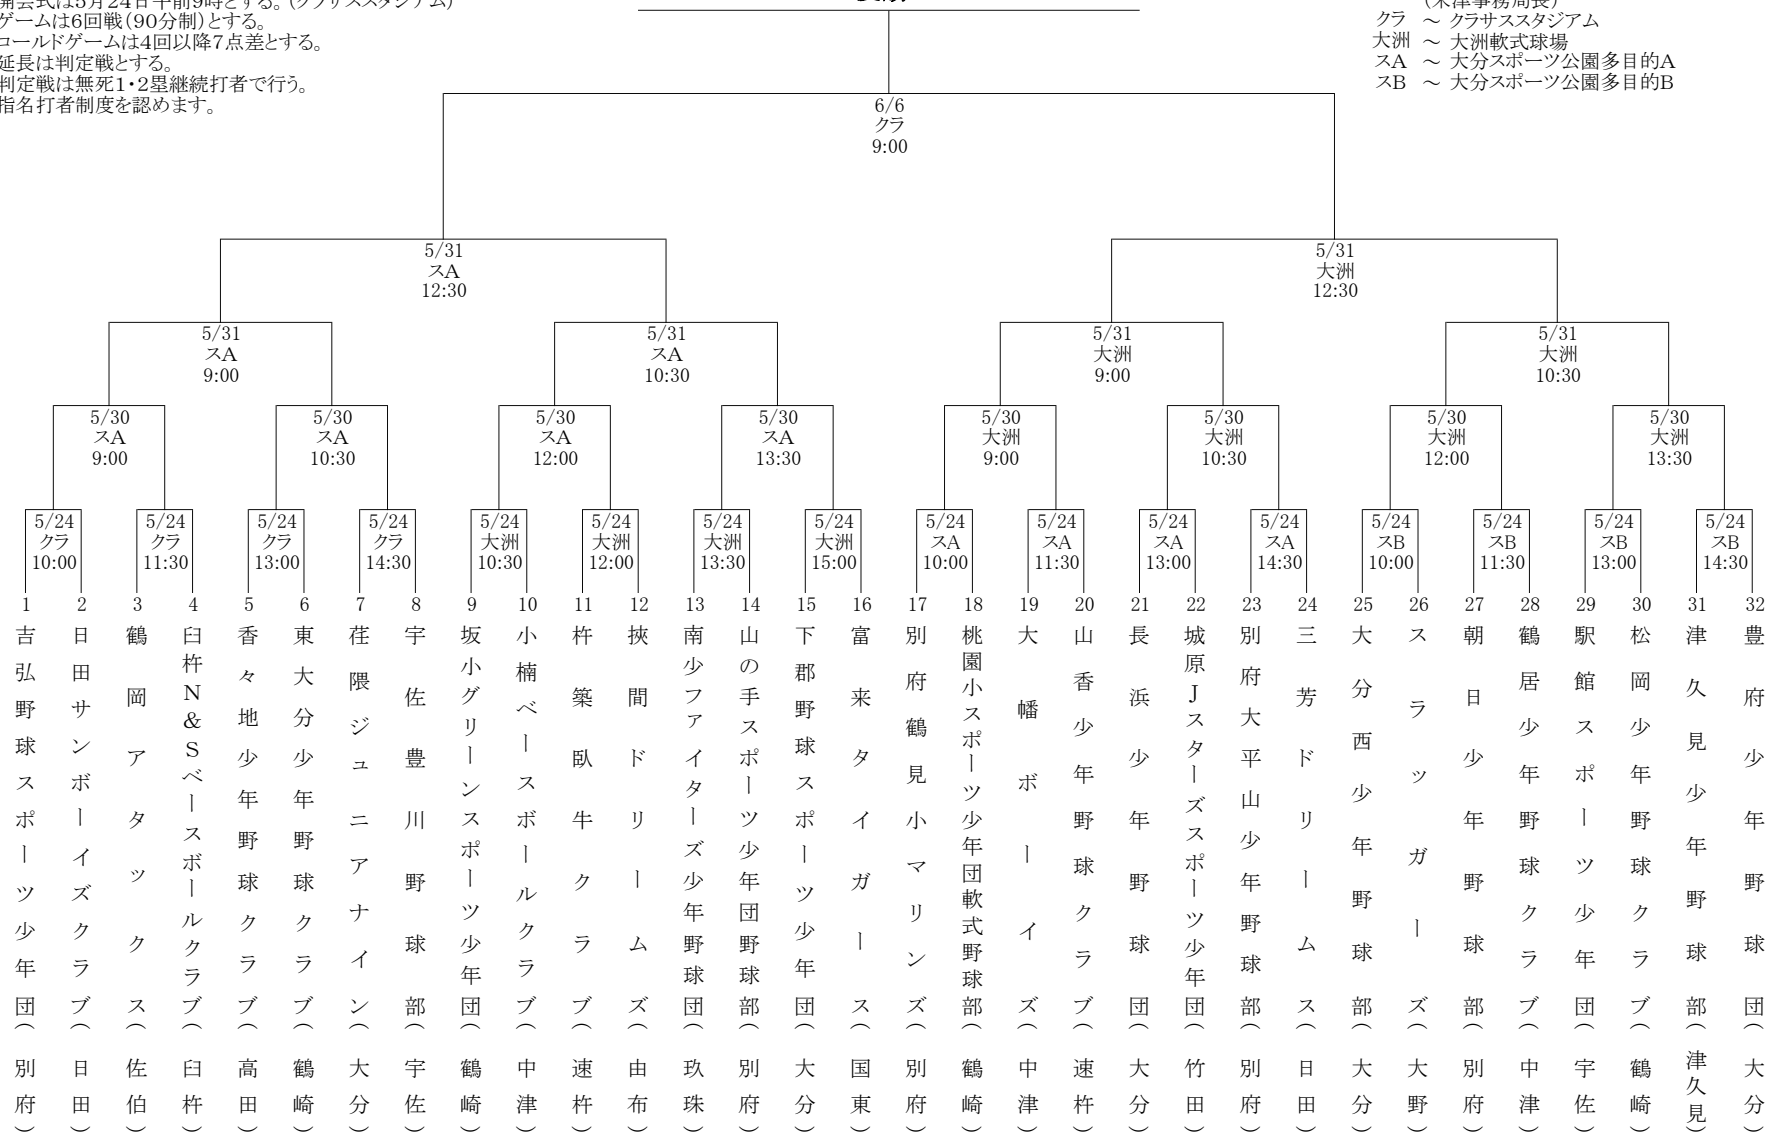 開会式は5月24日午前9時とする。(クラサススタジアム)
ゲームは6回戦(90分制)とする。
コールドゲームは4回以降7点差とする。
延長は判定戦とする。
判定戦は無死1・2塁継続打者で行う。
指名打者制度を認めます。
(米津事務局長)
クラ ～ クラサススタジアム
大洲 ～ 大洲軟式球場
スA ～ 大分スポーツ公園多目的A
スB ～ 大分スポーツ公園多目的B
6/6
クラ
9:00
5/31 5/31
スA 大洲
12:30 12:30
5/31 5/31 5/31 5/31
スA スA 大洲 大洲
9:00 10:30 9:00 10:30
5/30 5/30 5/30 5/30 5/30 5/30 5/30 5/30
スA スA スA スA 大洲 大洲 大洲 大洲
9:00 10:30 12:00 13:30 9:00 10:30 12:00 13:30
5/24 5/24 5/24 5/24 5/24 5/24 5/24 5/24 5/24 5/24 5/24 5/24 5/24 5/24 5/24 5/24
クラ クラ クラ クラ 大洲 大洲 大洲 大洲 スA スA スA スA スB スB スB スB
10:00 11:30 13:00 14:30 10:30 12:00 13:30 15:00 10:00 11:30 13:00 14:30 10:00 11:30 13:00 14:30
1 吉弘野球スポーツ少年団(別府)
2 日田サンボーイズクラブ(日田)
3 鶴岡アタックス(佐伯)
4 臼杵N&Sベースボールクラブ(臼杵)
5 香々地少年野球クラブ(高田)
6 東大分少年野球クラブ(鶴崎)
7 荏隈ジュニアナイン(大分)
8 宇佐豊川野球部(宇佐)
9 坂小グリーンスポーツ少年団(鶴崎)
10 小楠ベースボールクラブ(中津)
11 杵築臥牛クラブ(速杵)
12 挾間ドリームズ(由布)
13 南少ファイターズ少年野球団(玖珠)
14 山の手スポーツ少年団野球部(別府)
15 下郡野球スポーツ少年団(大分)
16 富来タイガース(国東)
17 別府鶴見小マリンズ(別府)
18 桃園小スポーツ少年団軟式野球部(鶴崎)
19 大幡ボーイズ(中津)
20 山香少年野球クラブ(速杵)
21 長浜少年野球団(大分)
22 城原Jスターズスポーツ少年団(竹田)
23 別府大平山少年野球部(別府)
24 三芳ドリームス(日田)
25 大分西少年野球部(大分)
26 スラッガーズ(大野)
27 朝日少年野球部(別府)
28 鶴居少年野球クラブ(中津)
29 駅館スポーツ少年団(宇佐)
30 松岡少年野球クラブ(鶴崎)
31 津久見少年野球部(津久見)
32 豊府少年野球団(大分)